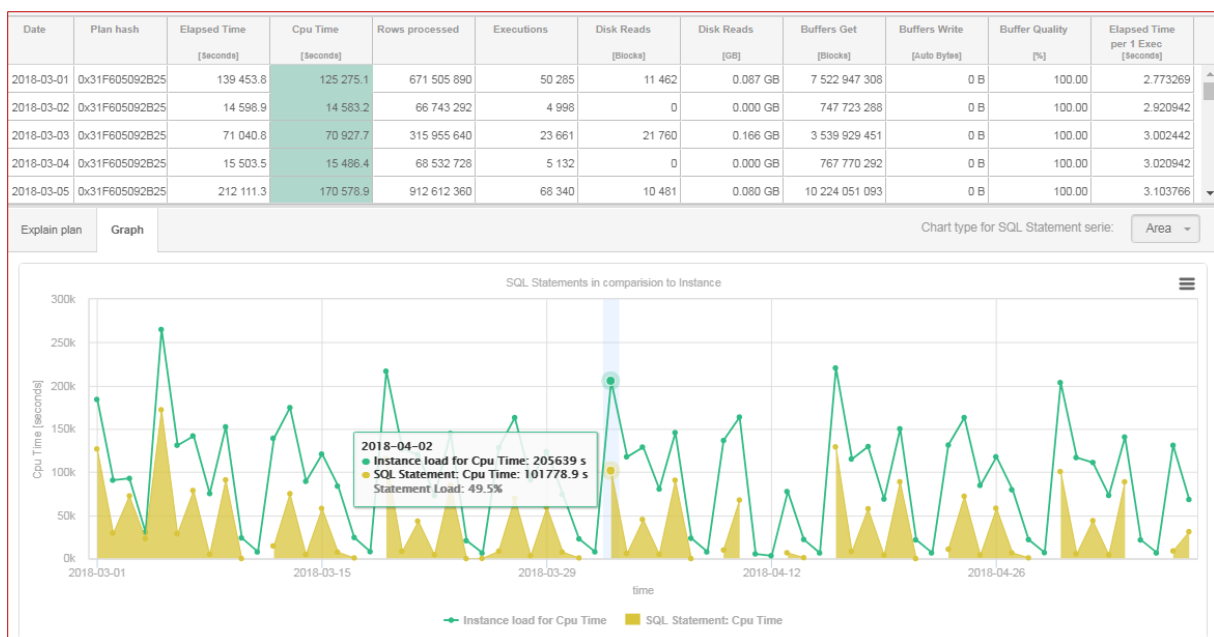 Date Plan hash Elapsed Time Cpu Time Rows processed Executions Disk Reads Disk Reads Buffers Get Buffers Write Buffer Quality Elapsed Time per 1 Exec
[Seconds] [Seconds] [Blocks] [GB] [Blocks] [Auto Bytes] [%] [Seconds]
2018-03-01 0x31F605092B25 139 453.8 125 275.1 671 505 890 50 285 11 462 0.087 GB 7 522 947 308 0 B 100.00 2.773269
2018-03-02 0x31F605092B25 14 598.9 14 583.2 66 743 292 4 998 0 0.000 GB 747 723 288 0 B 100.00 2.920942
2018-03-03 0x31F605092B25 71 040.8 70 927.7 315 955 640 23 661 21 760 0.166 GB 3 539 929 451 0 B 100.00 3.002442
2018-03-04 0x31F605092B25 15 503.5 15 486.4 68 532 728 5 132 0 0.000 GB 767 770 292 0 B 100.00 3.020942
2018-03-05 0x31F605092B25 212 111.3 170 578.9 912 612 360 68 340 10 481 0.080 GB 10 224 051 093 0 B 100.00 3.103766
Explain plan Graph Chart type for SQL Statement serie: Area
SQL Statements in comparision to Instance
Cpu Time [seconds]
300k
250k
200k
150k
100k
50k
0k
2018-04-02
Instance load for Cpu Time: 205639 s
SQL Statement: Cpu Time: 101778.9 s
Statement Load: 49.5%
2018-03-01 2018-03-15 2018-03-29 2018-04-12 2018-04-26
time
Instance load for Cpu Time SQL Statement: Cpu Time